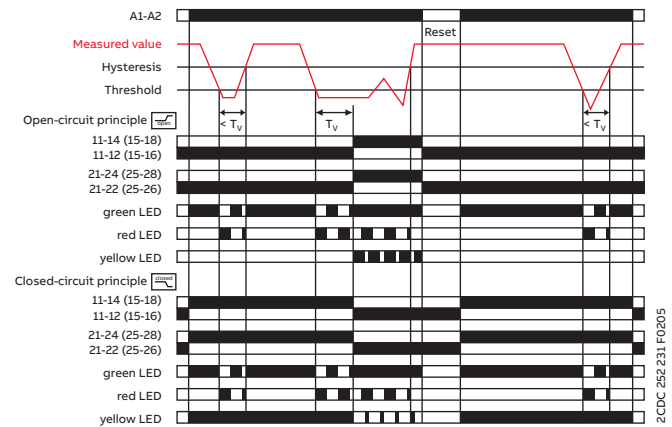 A1-A2
Reset
Measured value
Hysteresis
Threshold
Open-circuit principle open
< Tv
Tv
< Tv
11-14 (15-18)
11-12 (15-16)
21-24 (25-28)
21-22 (25-26)
green LED
red LED
yellow LED
Closed-circuit principle closed
11-14 (15-18)
11-12 (15-16)
21-24 (25-28)
21-22 (25-26)
green LED
red LED
yellow LED
2CDC 252 231 F0205